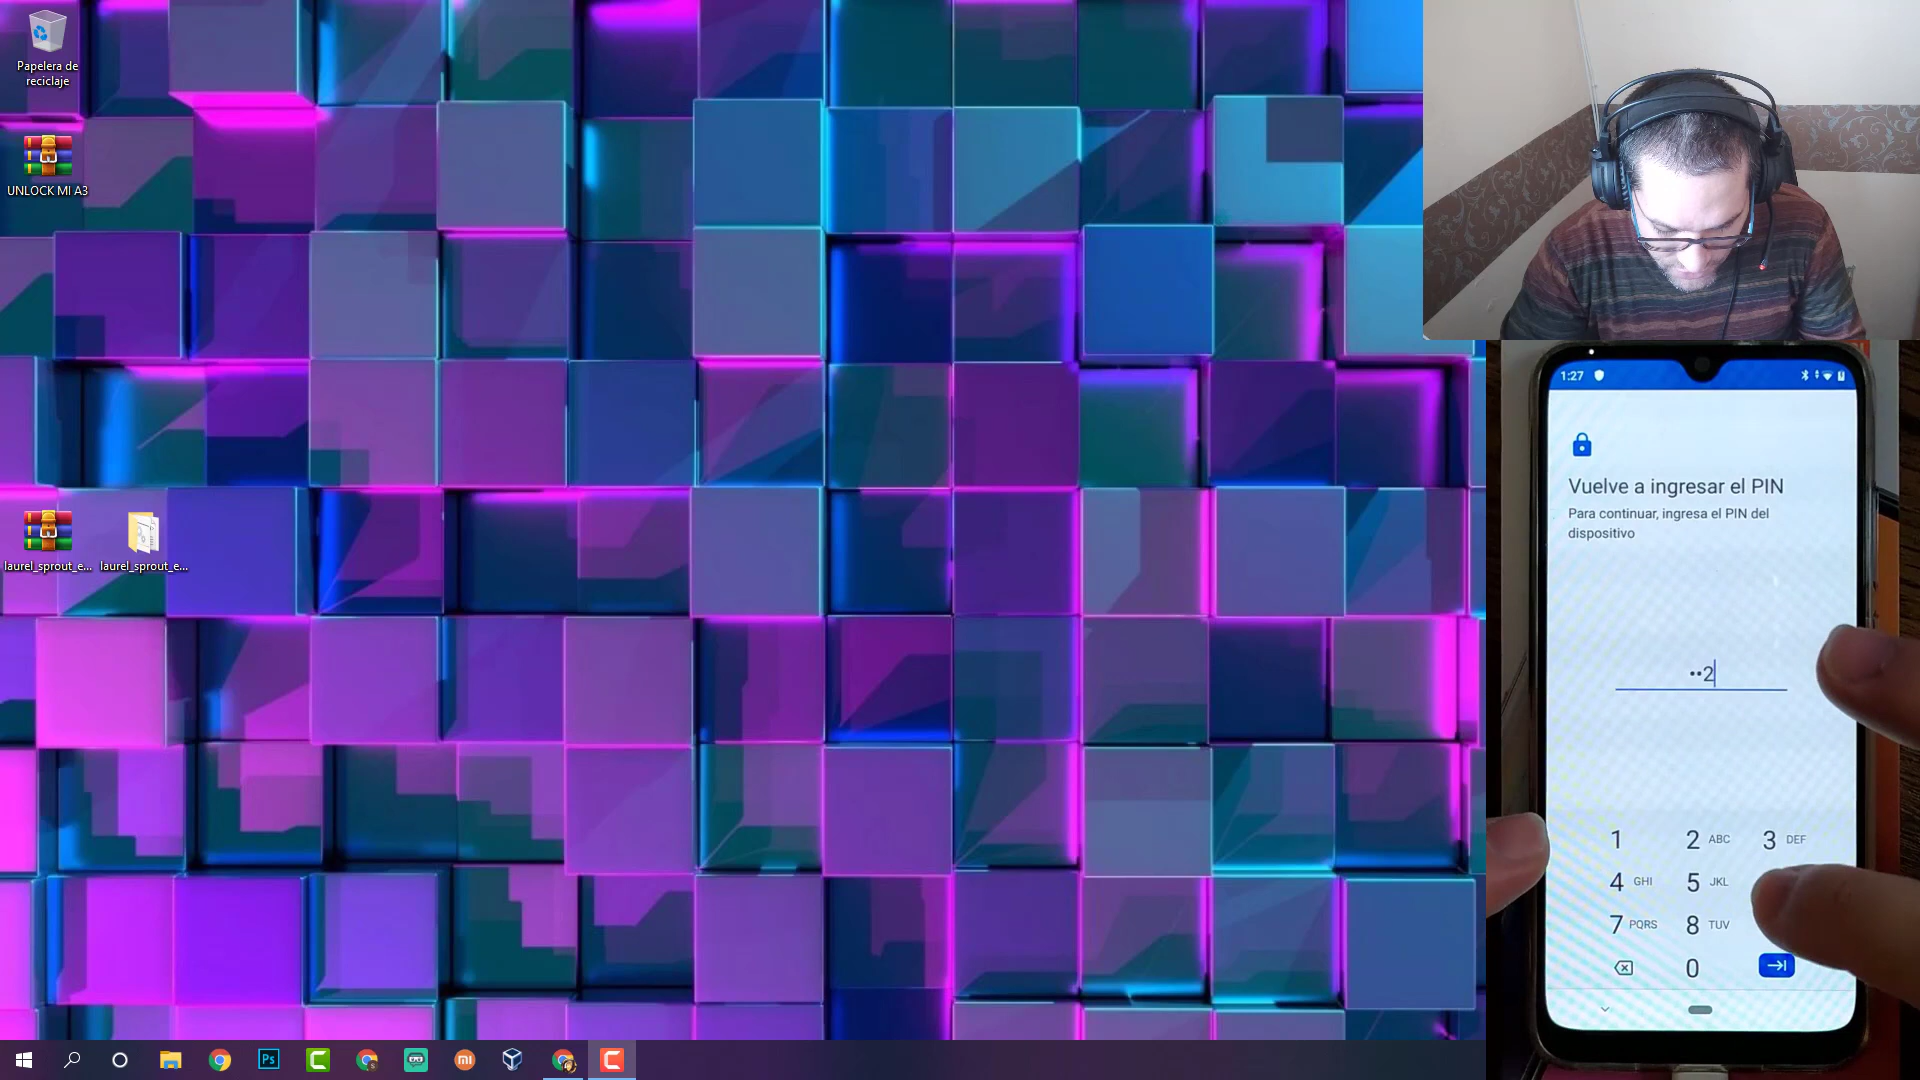 Papelera de
reciclaje
UNLOCK MI A3
laurel_sprout_e...
laurel_sprout_e...
1:27
Vuelve a ingresar el PIN
Para continuar, ingresa el PIN del
dispositivo
••2
1
2 ABC
3 DEF
4 GHI
5 JKL
7 PQRS
8 TUV
0
Ps